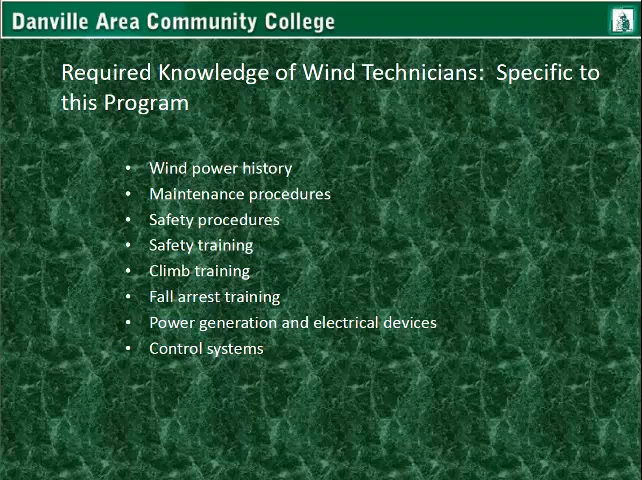 Danville Area Community College
Required Knowledge of Wind Technicians:  Specific to
this Program
• Wind power history
• Maintenance procedures
• Safety procedures
• Safety training
• Climb training
• Fall arrest training
• Power generation and electrical devices
• Control systems